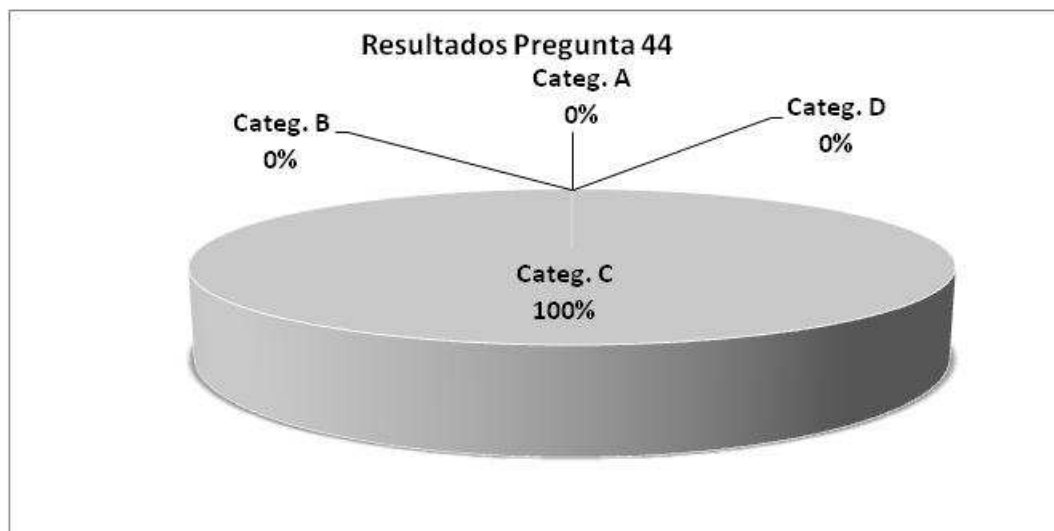 Resultados Pregunta 44
Categ. A
0%
Categ. B
0%
Categ. D
0%
Categ. C
100%